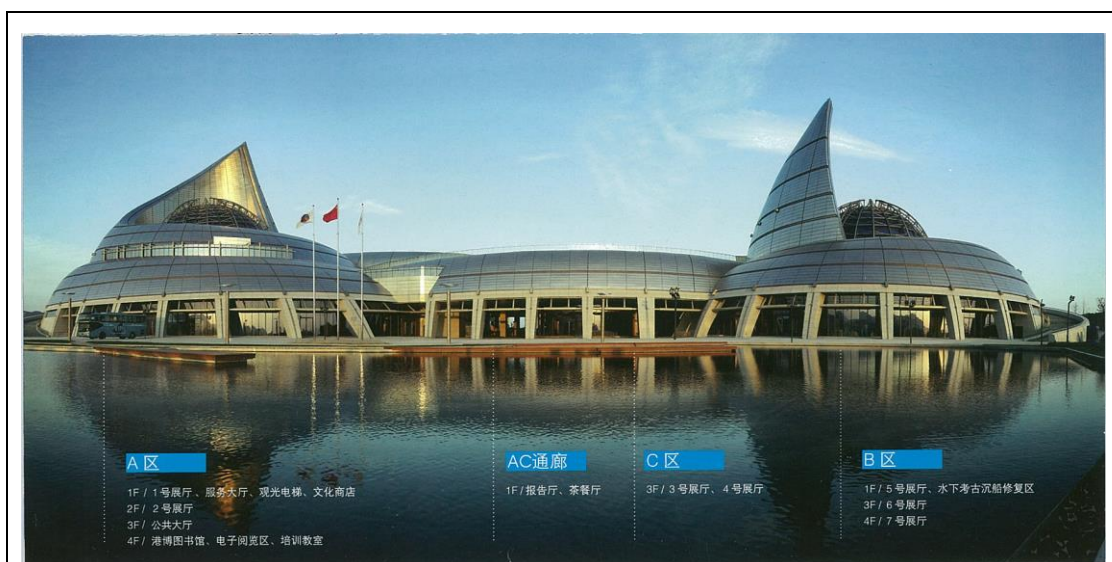 A区
1F / 1号展厅、服务大厅、观光电梯、文化商店
2F / 2号展厅
3F / 公共大厅
4F / 港博图书馆、电子阅览区、培训教室
AC通廊
1F / 报告厅、茶餐厅
C区
3F / 3号展厅、4号展厅
B区
1F / 5号展厅、水下考古沉船修复区
3F / 6号展厅
4F / 7号展厅